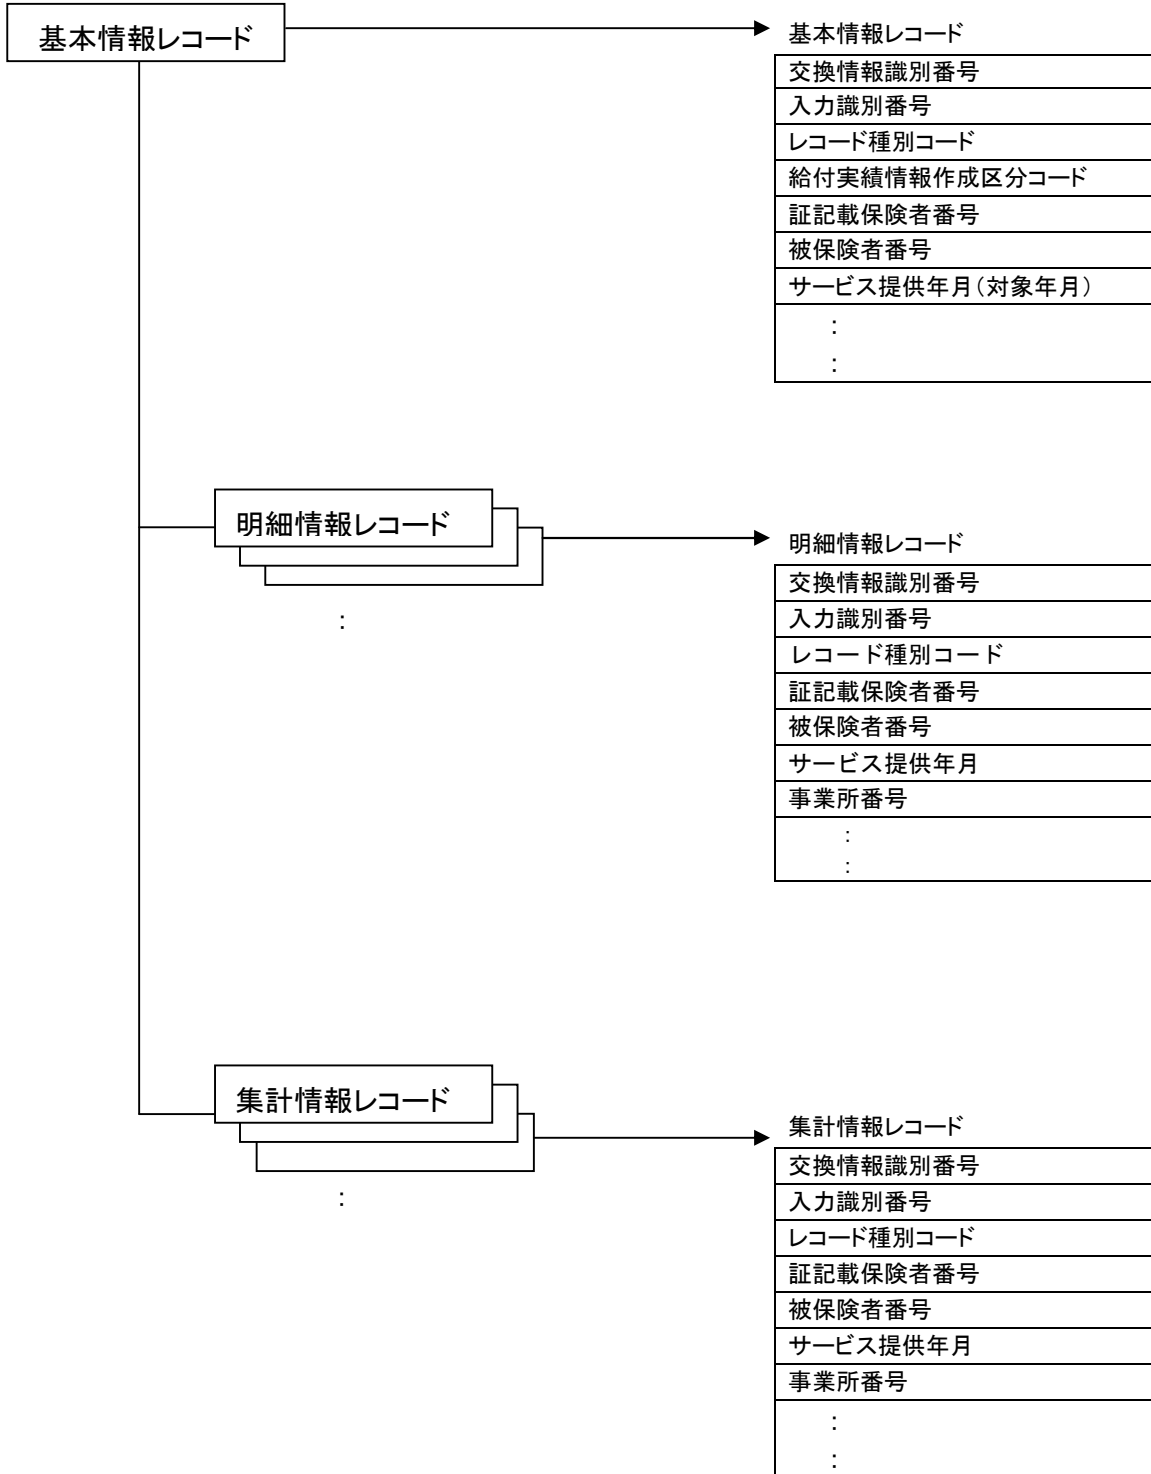 基本情報レコード
基本情報レコード
交換情報識別番号
入力識別番号
レコード種別コード
給付実績情報作成区分コード
証記載保険者番号
被保険者番号
サービス提供年月(対象年月)
:
:
明細情報レコード
:
明細情報レコード
交換情報識別番号
入力識別番号
レコード種別コード
証記載保険者番号
被保険者番号
サービス提供年月
事業所番号
:
:
集計情報レコード
:
集計情報レコード
交換情報識別番号
入力識別番号
レコード種別コード
証記載保険者番号
被保険者番号
サービス提供年月
事業所番号
:
: